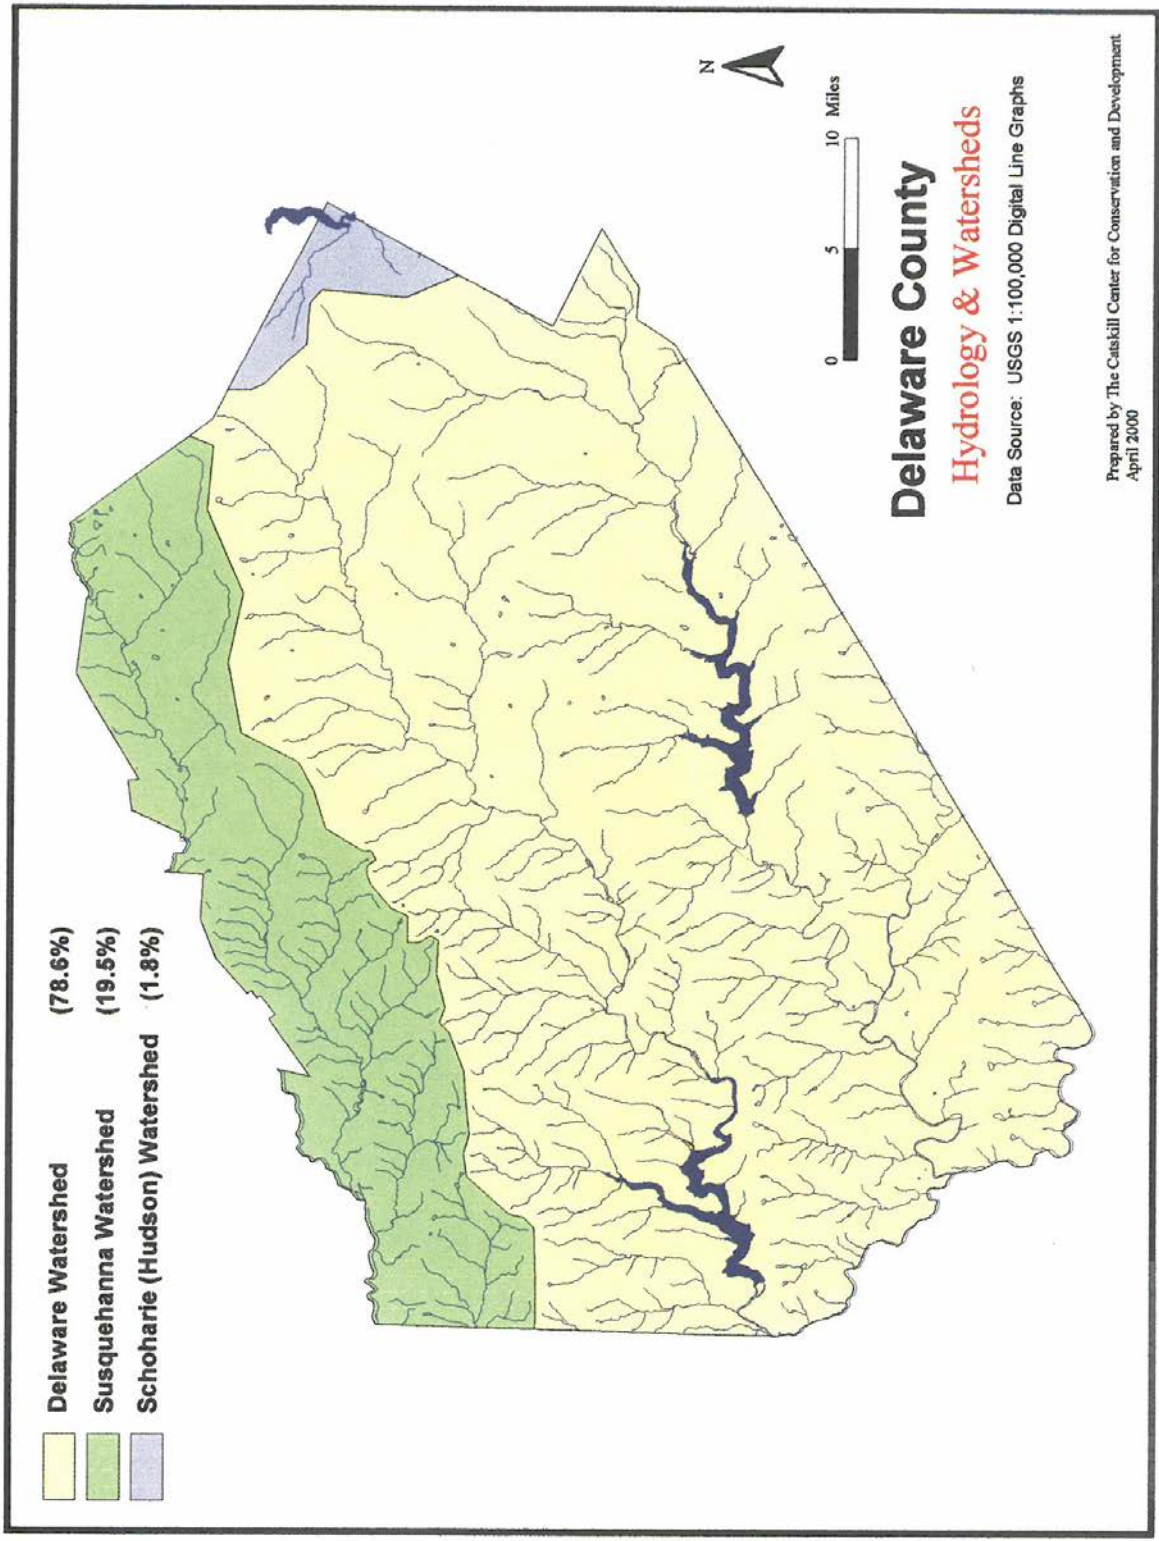 Delaware Watershed (78.6%)
Susquehanna Watershed (19.5%)
Schoharie (Hudson) Watershed (1.8%)
N
0 5 10 Miles
Delaware County
Hydrology & Watersheds
Data Source: USGS 1:100,000 Digital Line Graphs
Prepared by The Catskill Center for Conservation and Development
April 2000